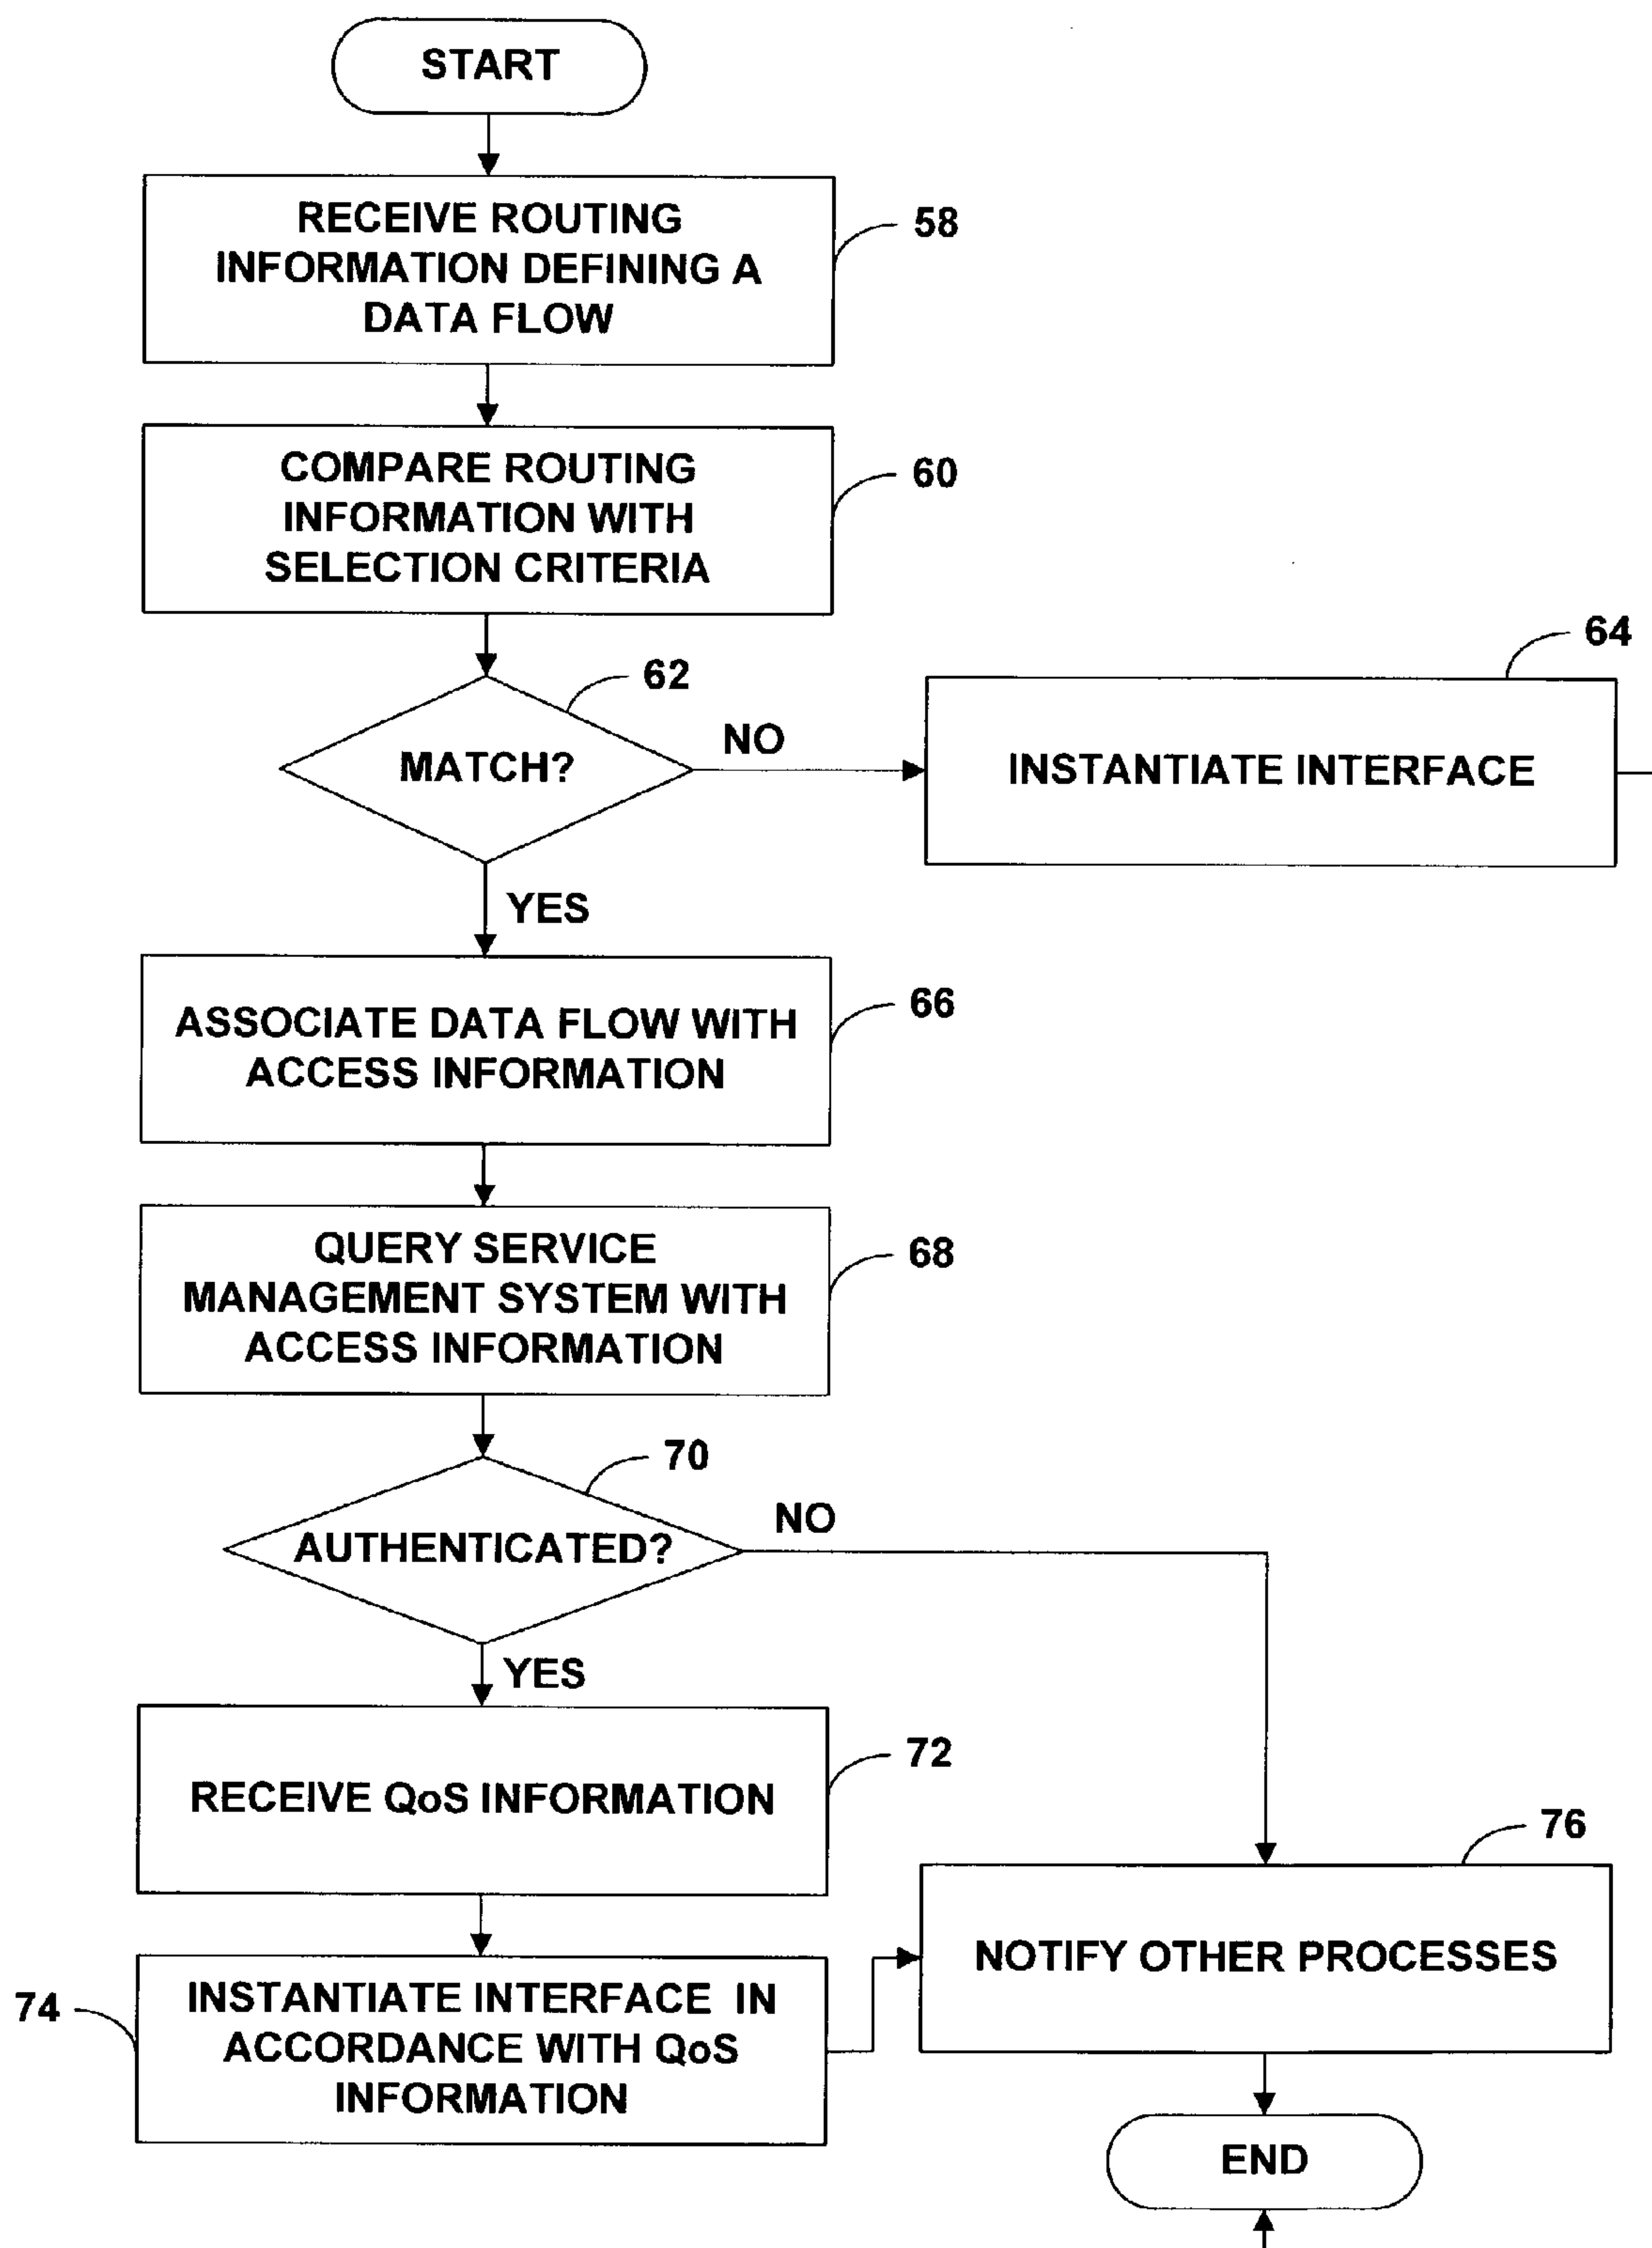 START
RECEIVE ROUTING
INFORMATION DEFINING A
DATA FLOW
58
COMPARE ROUTING
INFORMATION WITH
SELECTION CRITERIA
60
62
MATCH?
NO
64
INSTANTIATE INTERFACE
YES
ASSOCIATE DATA FLOW WITH
ACCESS INFORMATION
66
QUERY SERVICE
MANAGEMENT SYSTEM WITH
ACCESS INFORMATION
68
70
AUTHENTICATED?
NO
YES
RECEIVE QoS INFORMATION
72
74
INSTANTIATE INTERFACE IN
ACCORDANCE WITH QoS
INFORMATION
76
NOTIFY OTHER PROCESSES
END